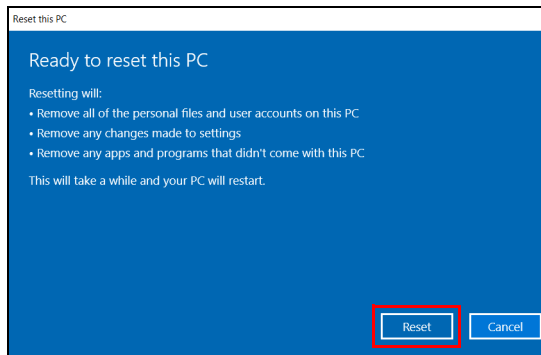 Reset this PC
Ready to reset this PC
Resetting will:
• Remove all of the personal files and user accounts on this PC
• Remove any changes made to settings
• Remove any apps and programs that didn't come with this PC
This will take a while and your PC will restart.
Reset Cancel